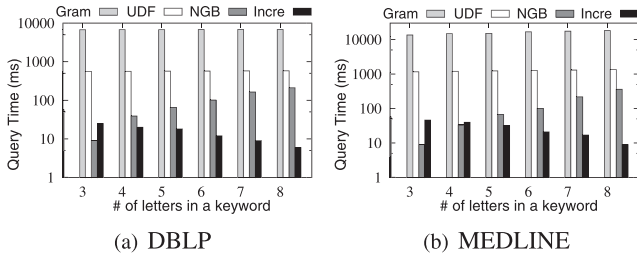 Gram UDF NGB Incre
10000
1000
100
10
1
Query Time (ms)
3 4 5 6 7 8
# of letters in a keyword
(a) DBLP
Gram UDF NGB Incre
10000
1000
100
10
1
Query Time (ms)
3 4 5 6 7 8
# of letters in a keyword
(b) MEDLINE